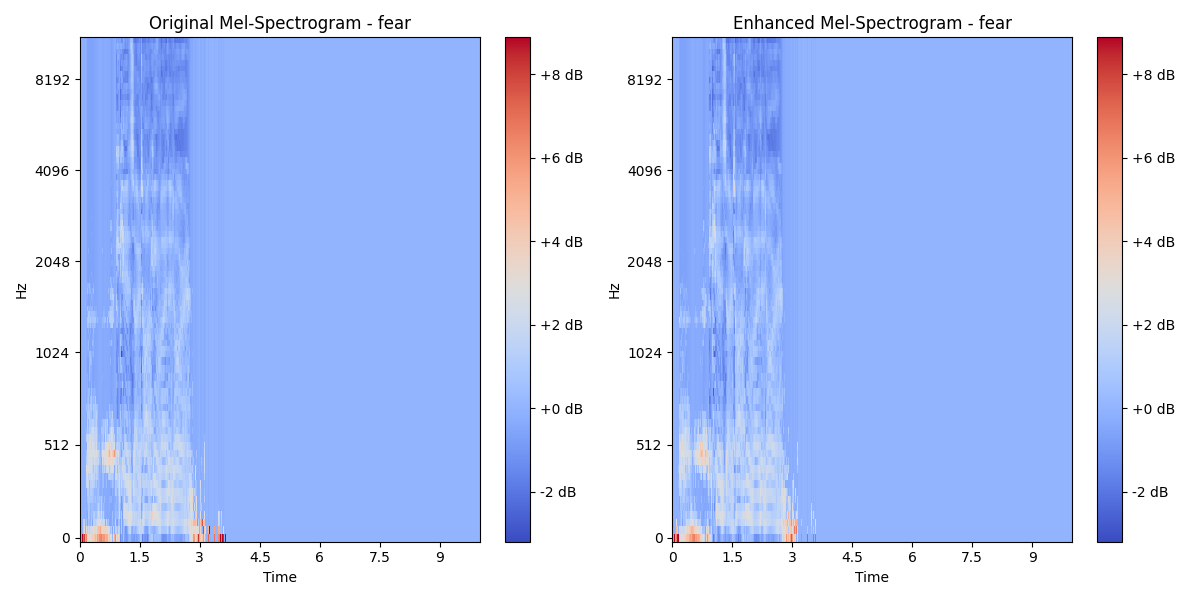 Original Mel-Spectrogram - fear
Hz
8192
4096
2048
1024
512
0
0 1.5 3 4.5 6 7.5 9
Time
+8 dB
+6 dB
+4 dB
+2 dB
+0 dB
-2 dB
Enhanced Mel-Spectrogram - fear
Hz
8192
4096
2048
1024
512
0
0 1.5 3 4.5 6 7.5 9
Time
+8 dB
+6 dB
+4 dB
+2 dB
+0 dB
-2 dB